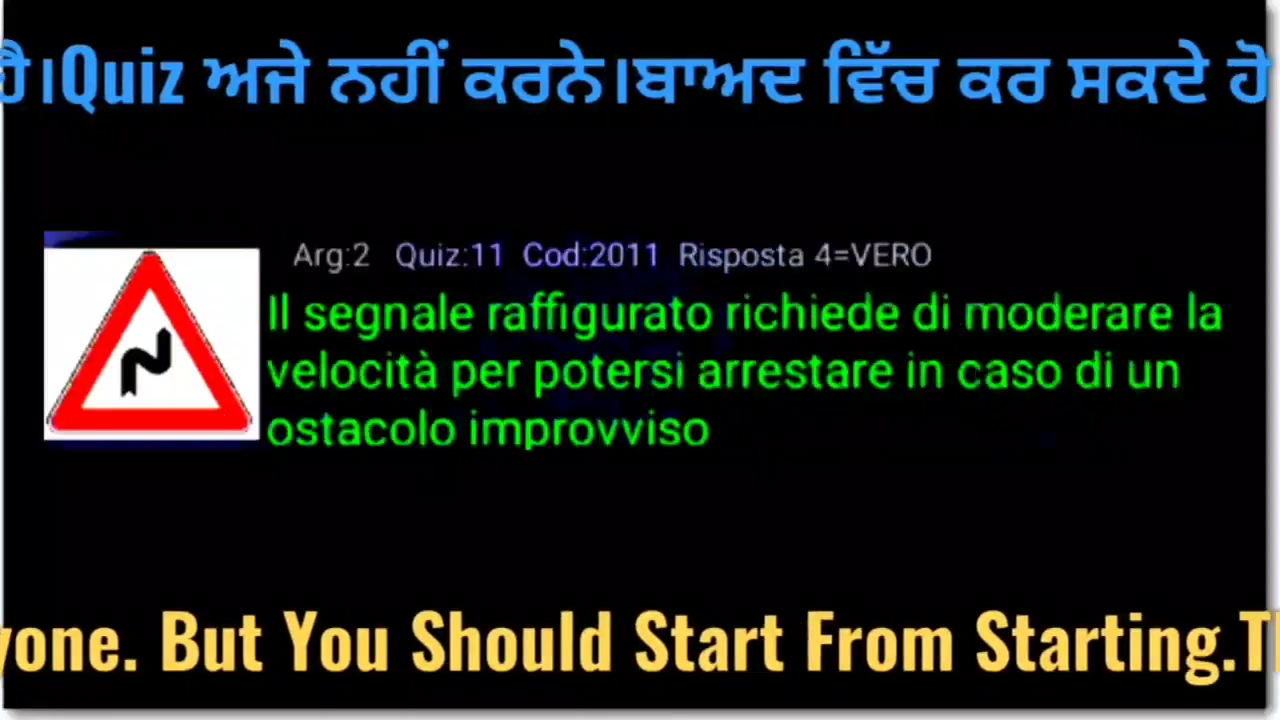 ਹੈ।Quiz ਅਜੇ ਨਹੀਂ ਕਰਨੇ।ਬਾਅਦ ਵਿੱਚ ਕਰ ਸਕਦੇ ਹੋ
Arg:2 Quiz:11 Cod:2011 Risposta 4=VERO
Il segnale raffigurato richiede di moderare la
velocità per potersi arrestare in caso di un
ostacolo improvviso
yone. But You Should Start From Starting.